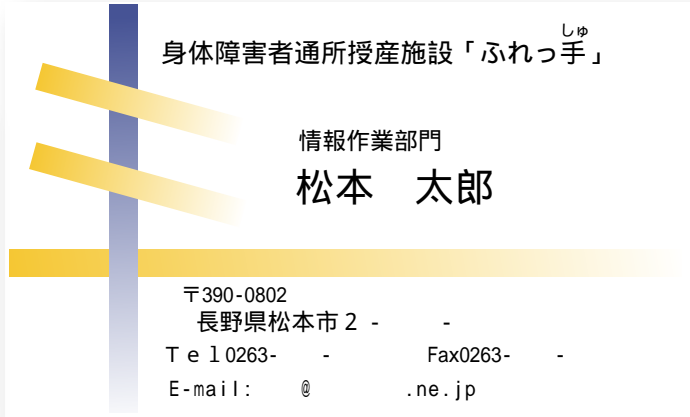 身体障害者通所授産施設「ふれっ手」
しゅ
情報作業部門
松本　太郎
〒390-0802
長野県松本市２-　　-
Ｔｅｌ0263-　　-　　　　Fax0263-　　-
E-mail:　　@　　　　.ne.jp